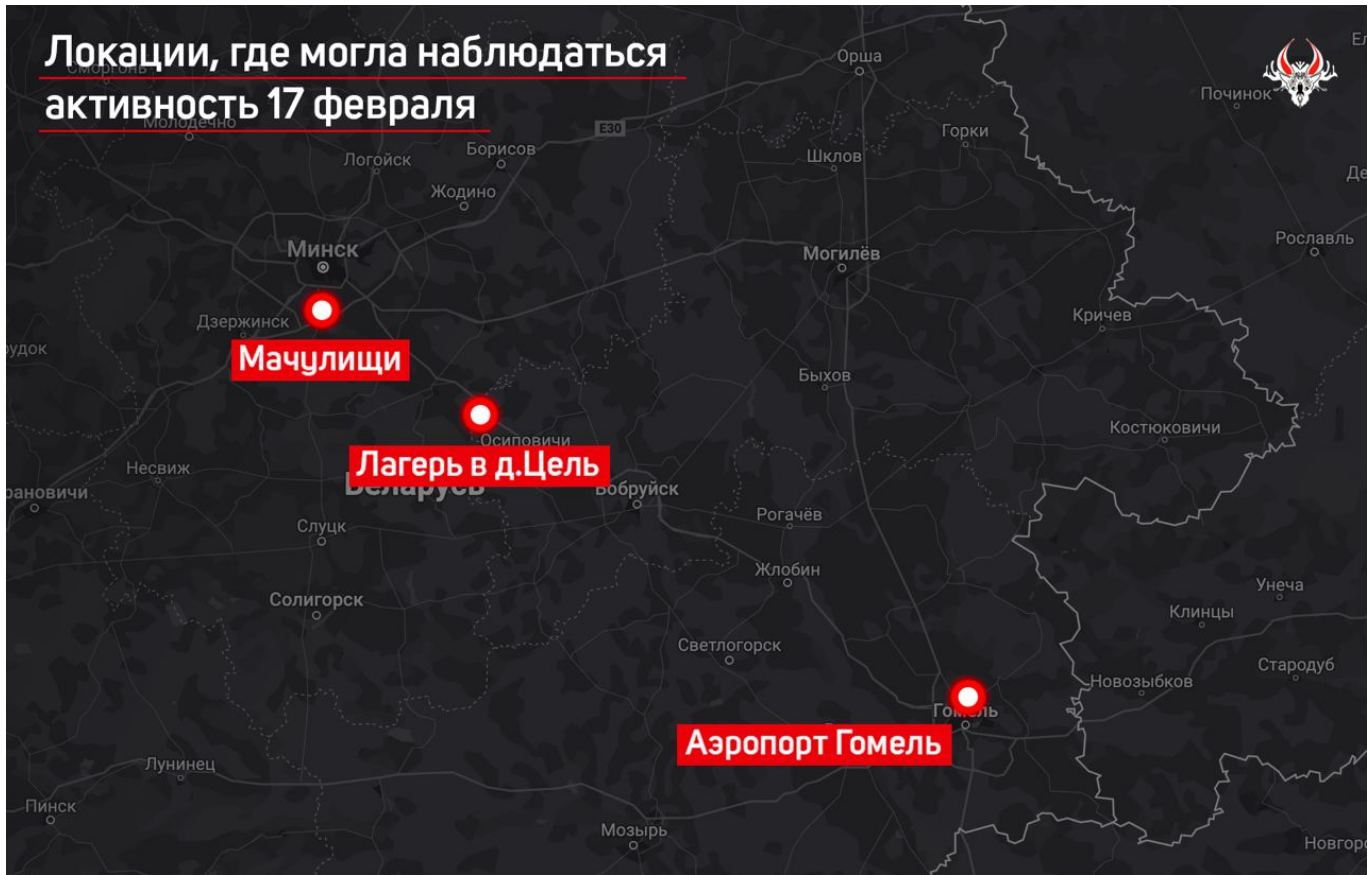 Локации, где могла наблюдаться
активность 17 февраля
Сморгонь
Орша
Починок
Молодечно
E30
Горки
Борисов
Логойск
Шклов
Жодино
Рославль
Минск
Могилёв
Дзержинск
Кричев
Мачулищи
Быхов
Костюковичи
Осиповичи
Лагерь в д.Цель
Несвиж
Беларусь
Бобруйск
Рогачёв
Слуцк
Жлобин
Унеча
Солигорск
Клинцы
Светлогорск
Стародуб
Новозыбков
Гомель
Аэропорт Гомель
Лунинец
Пинск
Мозырь